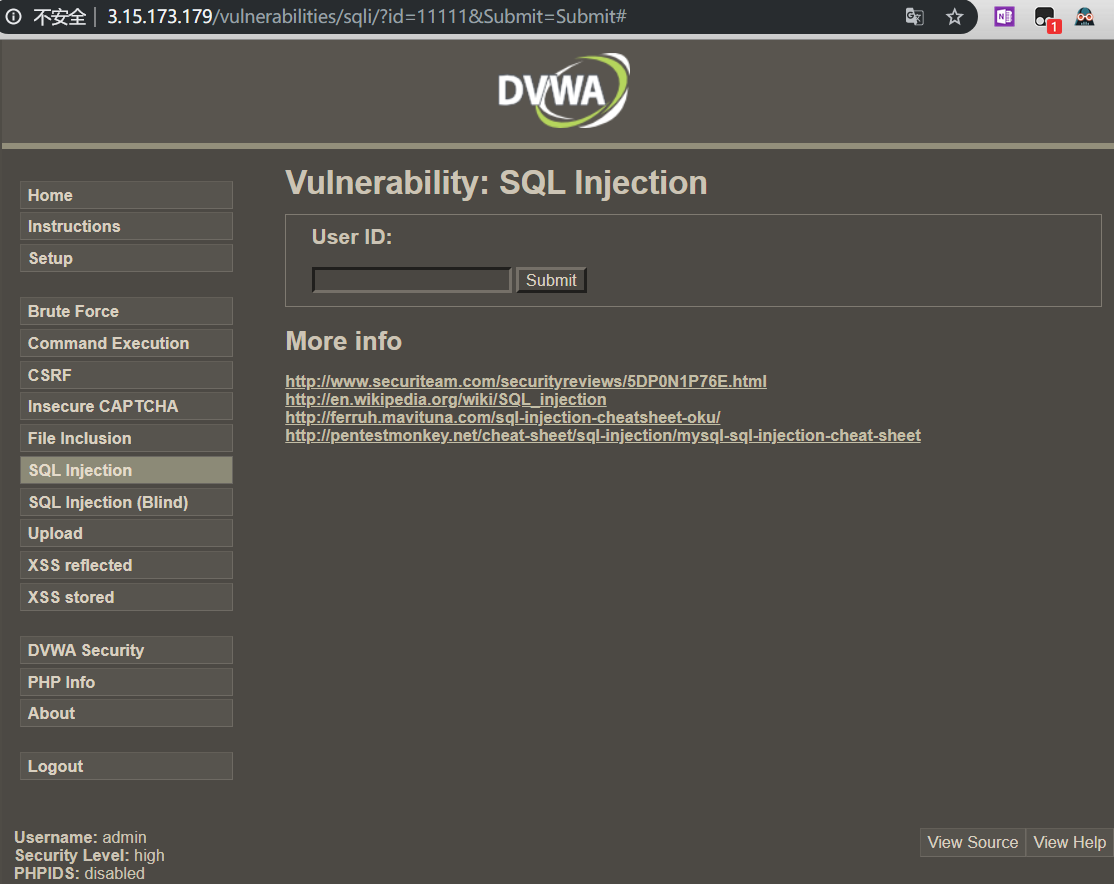 不安全 | 3.15.173.179/vulnerabilities/sqli/?id=11111&Submit=Submit#
N
1
DVWA
Home
Instructions
Setup
Brute Force
Command Execution
CSRF
Insecure CAPTCHA
File Inclusion
SQL Injection
SQL Injection (Blind)
Upload
XSS reflected
XSS stored
DVWA Security
PHP Info
About
Logout
Vulnerability: SQL Injection
User ID:
Submit
More info
http://www.securiteam.com/securityreviews/5DP0N1P76E.html
http://en.wikipedia.org/wiki/SQL_injection
http://ferruh.mavituna.com/sql-injection-cheatsheet-oku/
http://pentestmonkey.net/cheat-sheet/sql-injection/mysql-sql-injection-cheat-sheet
Username: admin
Security Level: high
PHPIDS: disabled
View Source View Help